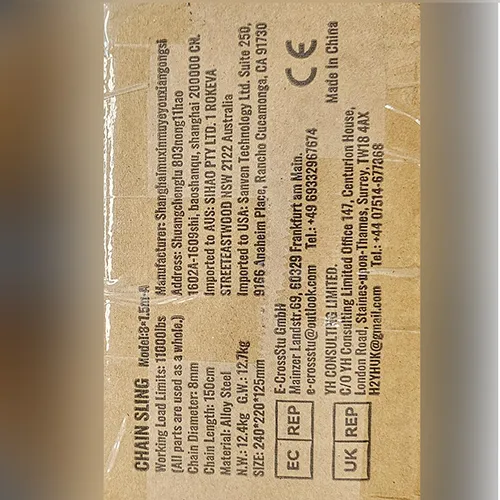 CHAIN SLING Model:8*1.5m-A
Working Load Limits: 11000lbs
(All parts are used as a whole.)
Chain Diameter: 8mm
Chain Length: 150cm
Material: Alloy Steel
N.W.: 12.4kg G.W.: 12.7kg
SIZE: 240*220*125mm
Manufacturer: Shanghaimuxinmuyeyouxiangongsi
Address: Shuangchenglu 803nong11hao
1602A-1609shi, baoshanqu, shanghai 200000 CN.
Imported to AUS: SIHAO PTY LTD. 1 ROKEVA
STREETEASTWOOD NSW 2122 Australia
Imported to USA: Sanven Technology Ltd. Suite 250,
9166 Anaheim Place, Rancho Cucamonga, CA 91730
EC REP
E-CrossStu GmbH
Mainzer Landstr.69, 60329 Frankfurt am Main.
e-crossstu@outlook.com Tel.: +49 69332967674
CE
UK REP
YH CONSULTING LIMITED.
C/O YH Consulting Limited Office 147, Centurion House,
London Road, Staines-upon-Thames, Surrey, TW18 4AX
H2YHUK@gmail.com Tel.: +44 07514-677868
Made In China